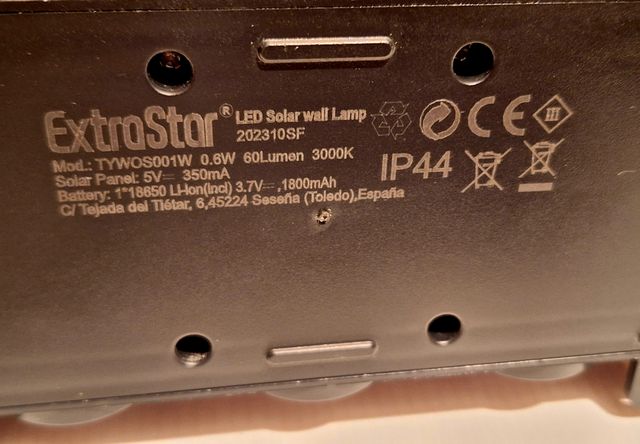 ExtraStar® LED Solar wall Lamp
202310SF
Mod.: TYWOS001W 0.6W 60Lumen 3000K
Solar Panel: 5V⎓ 350mA
Battery: 1*18650 LI-Ion(Incl) 3.7V⎓,1800mAh
C/ Tejada del Tiétar, 6,45224 Seseña (Toledo),España
CE III
IP44